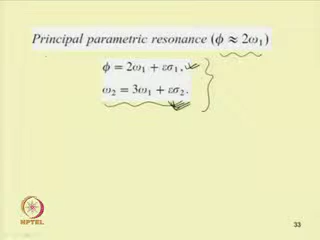 Principal parametric resonance (ϕ ≈ 2ω₁)
ϕ = 2ω₁ + εσ₁,
ω₂ = 3ω₁ + εσ₂.
NPTEL
33